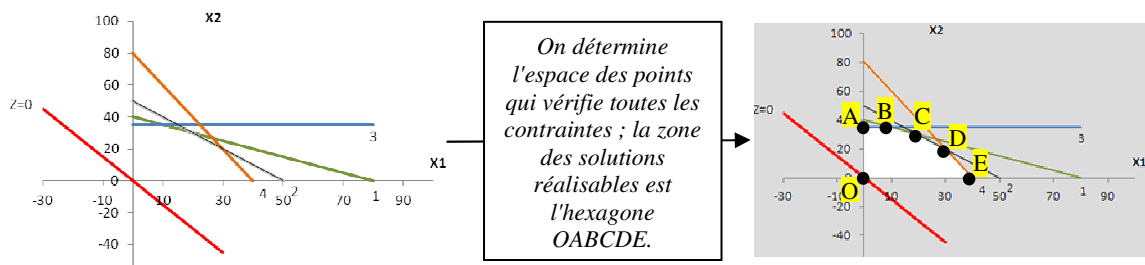 X2
100
80
60
40
20
0
-20
-40
-30
-10
10
30
50
70
90
Z=0
3
X1
4
2
1
On détermine
l'espace des points
qui vérifie toutes les
contraintes ; la zone
des solutions
réalisables est
l'hexagone
OABCDE.
X2
100
80
60
40
20
0
-20
-40
-30
-10
10
30
50
70
90
Z=0
A
B
C
D
E
O
3
X1
4
2
1